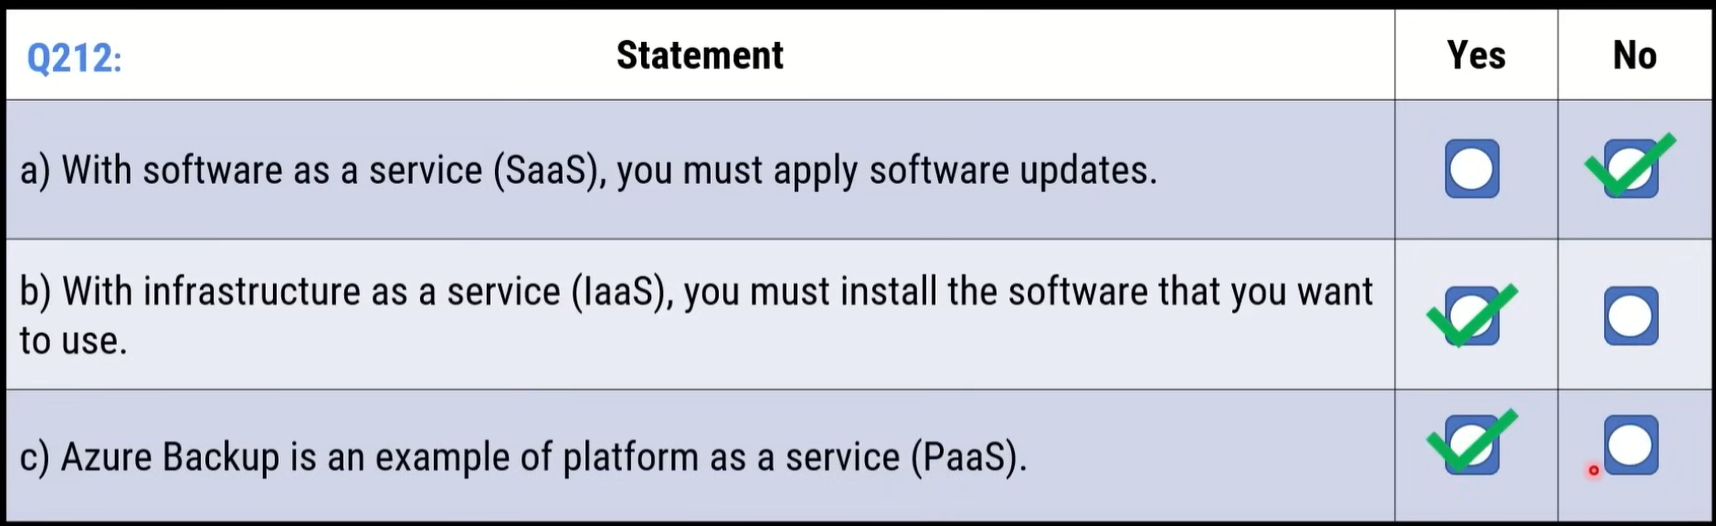 Q212:
Statement
Yes
No
a) With software as a service (SaaS), you must apply software updates.
b) With infrastructure as a service (IaaS), you must install the software that you want
to use.
c) Azure Backup is an example of platform as a service (PaaS).